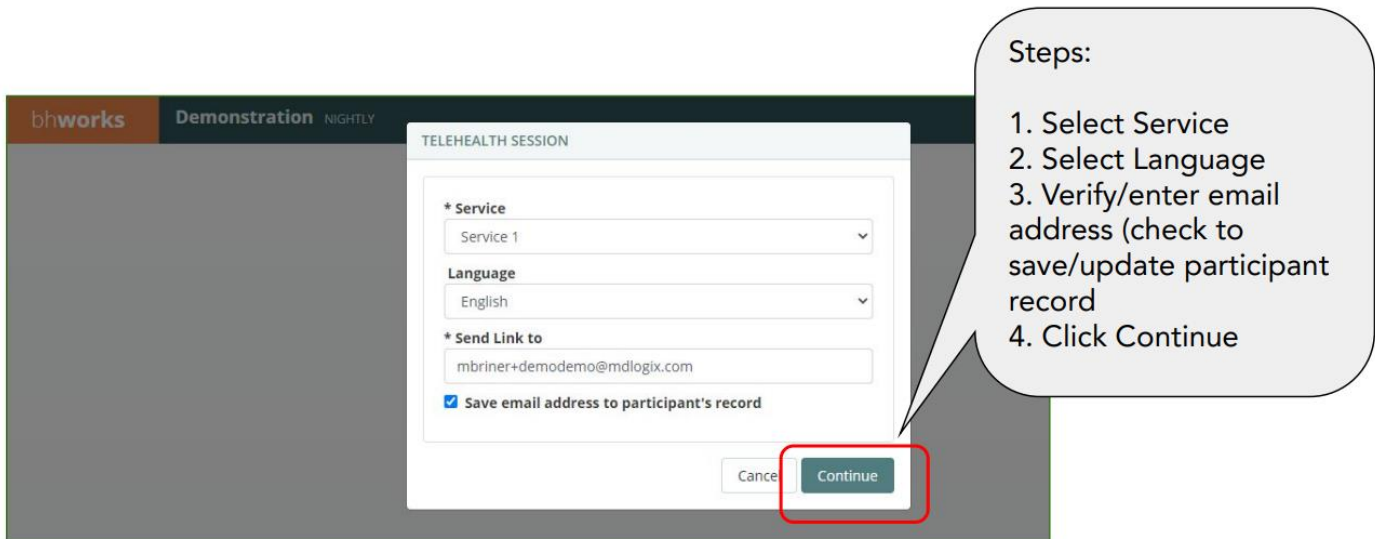 bhworks
Demonstration NIGHTLY
TELEHEALTH SESSION
* Service
Service 1
Language
English
* Send Link to
mbriner+demodemo@mdlogix.com
Save email address to participant's record
Cancel
Continue
Steps:
1. Select Service
2. Select Language
3. Verify/enter email
address (check to
save/update participant
record
4. Click Continue